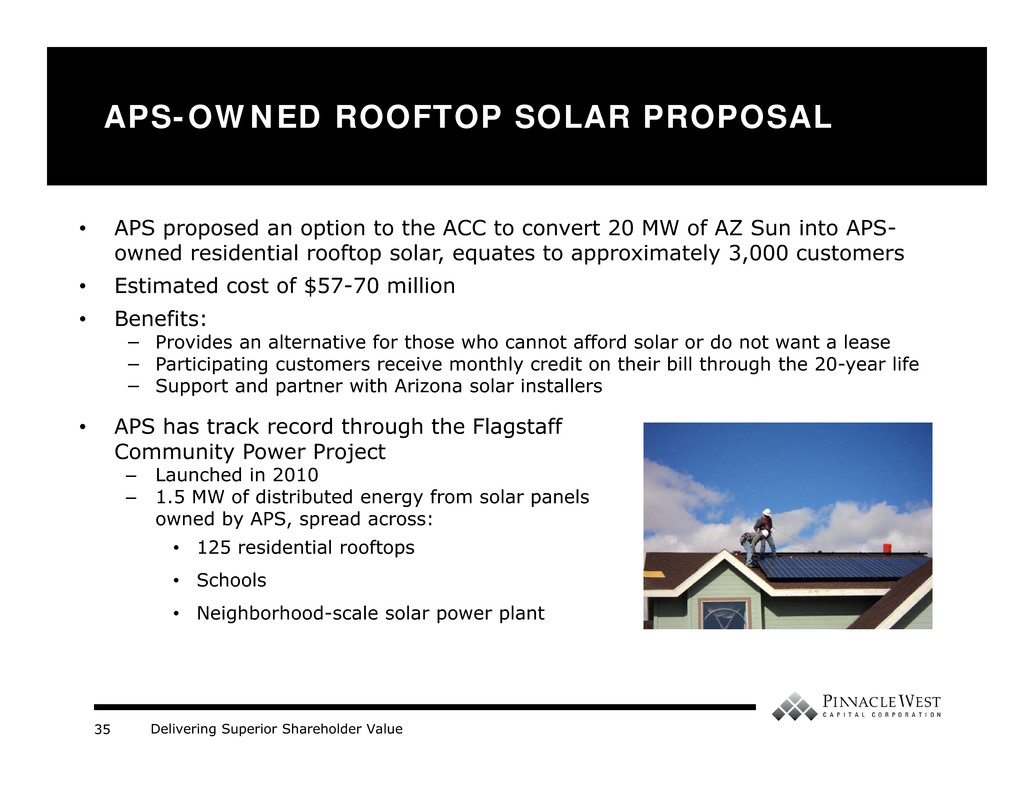 APS-OWNED ROOFTOP SOLAR PROPOSAL
• APS proposed an option to the ACC to convert 20 MW of AZ Sun into APS-
owned residential rooftop solar, equates to approximately 3,000 customers
• Estimated cost of $57-70 million
• Benefits:
− Provides an alternative for those who cannot afford solar or do not want a lease
− Participating customers receive monthly credit on their bill through the 20-year life
− Support and partner with Arizona solar installers
• APS has track record through the Flagstaff
Community Power Project
– Launched in 2010
– 1.5 MW of distributed energy from solar panels
owned by APS, spread across:
• 125 residential rooftops
• Schools
• Neighborhood-scale solar power plant
PINNACLE WEST
CAPITAL CORPORATION
35 Delivering Superior Shareholder Value